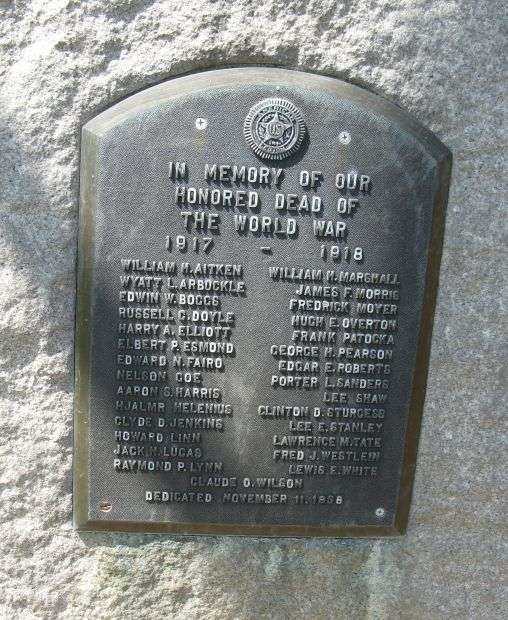 U S
IN MEMORY OF OUR
HONORED DEAD OF
THE WORLD WAR
1917 - 1918
WILLIAM H. AITKEN
WYATT L. ARBUCKLE
EDWIN W. BOGGS
RUSSELL C. DOYLE
HARRY A. ELLIOTT
ELBERT P. ESMOND
EDWARD N. FAIRO
NELSON COE
AARON S. HARRIS
HJALMR HELENIUS
CLYDE D. JENKINS
HOWARD LINN
JACK H. LUCAS
RAYMOND P. LYNN
WILLIAM H. MARSHALL
JAMES F. MORRIS
FREDRICK MOYER
HUGH E. OVERTON
FRANK PATOCKA
GEORGE H. PEARSON
EDGAR E. ROBERTS
PORTER L. SANDERS
LEE SHAW
CLINTON D. STURGESS
LEE E. STANLEY
LAWRENCE M. TATE
FRED J. WESTLEIN
LEWIS E. WHITE
CLAUDE O. WILSON
DEDICATED NOVEMBER 11,